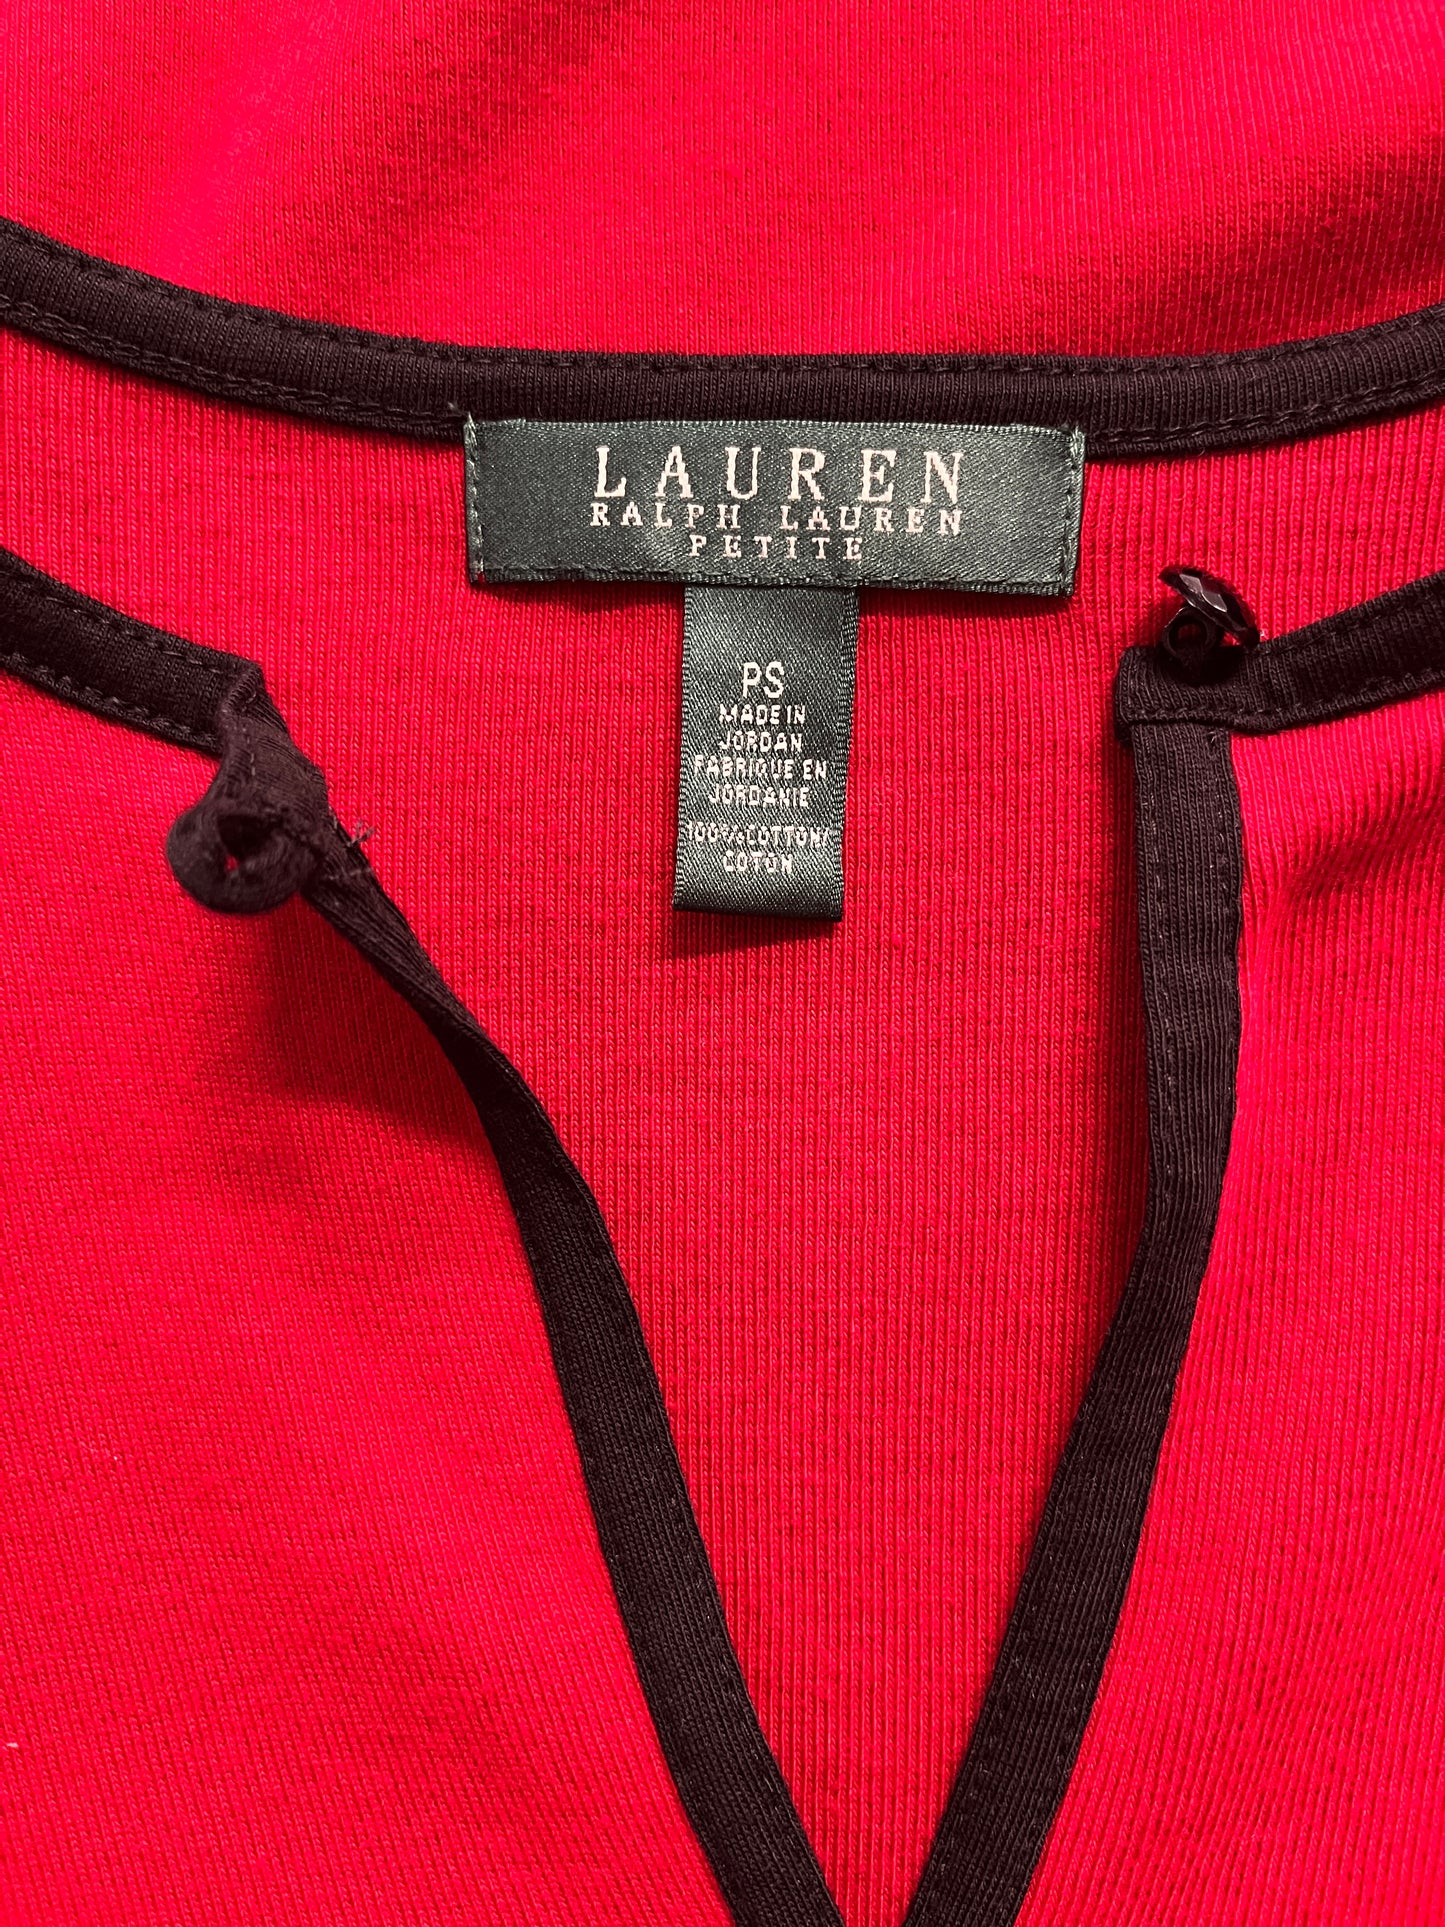 LAUREN
RALPH LAUREN
PETITE
PS
MADE IN
JORDAN
FABRIQUE EN
JORDANIE
100% COTTON/
COTON